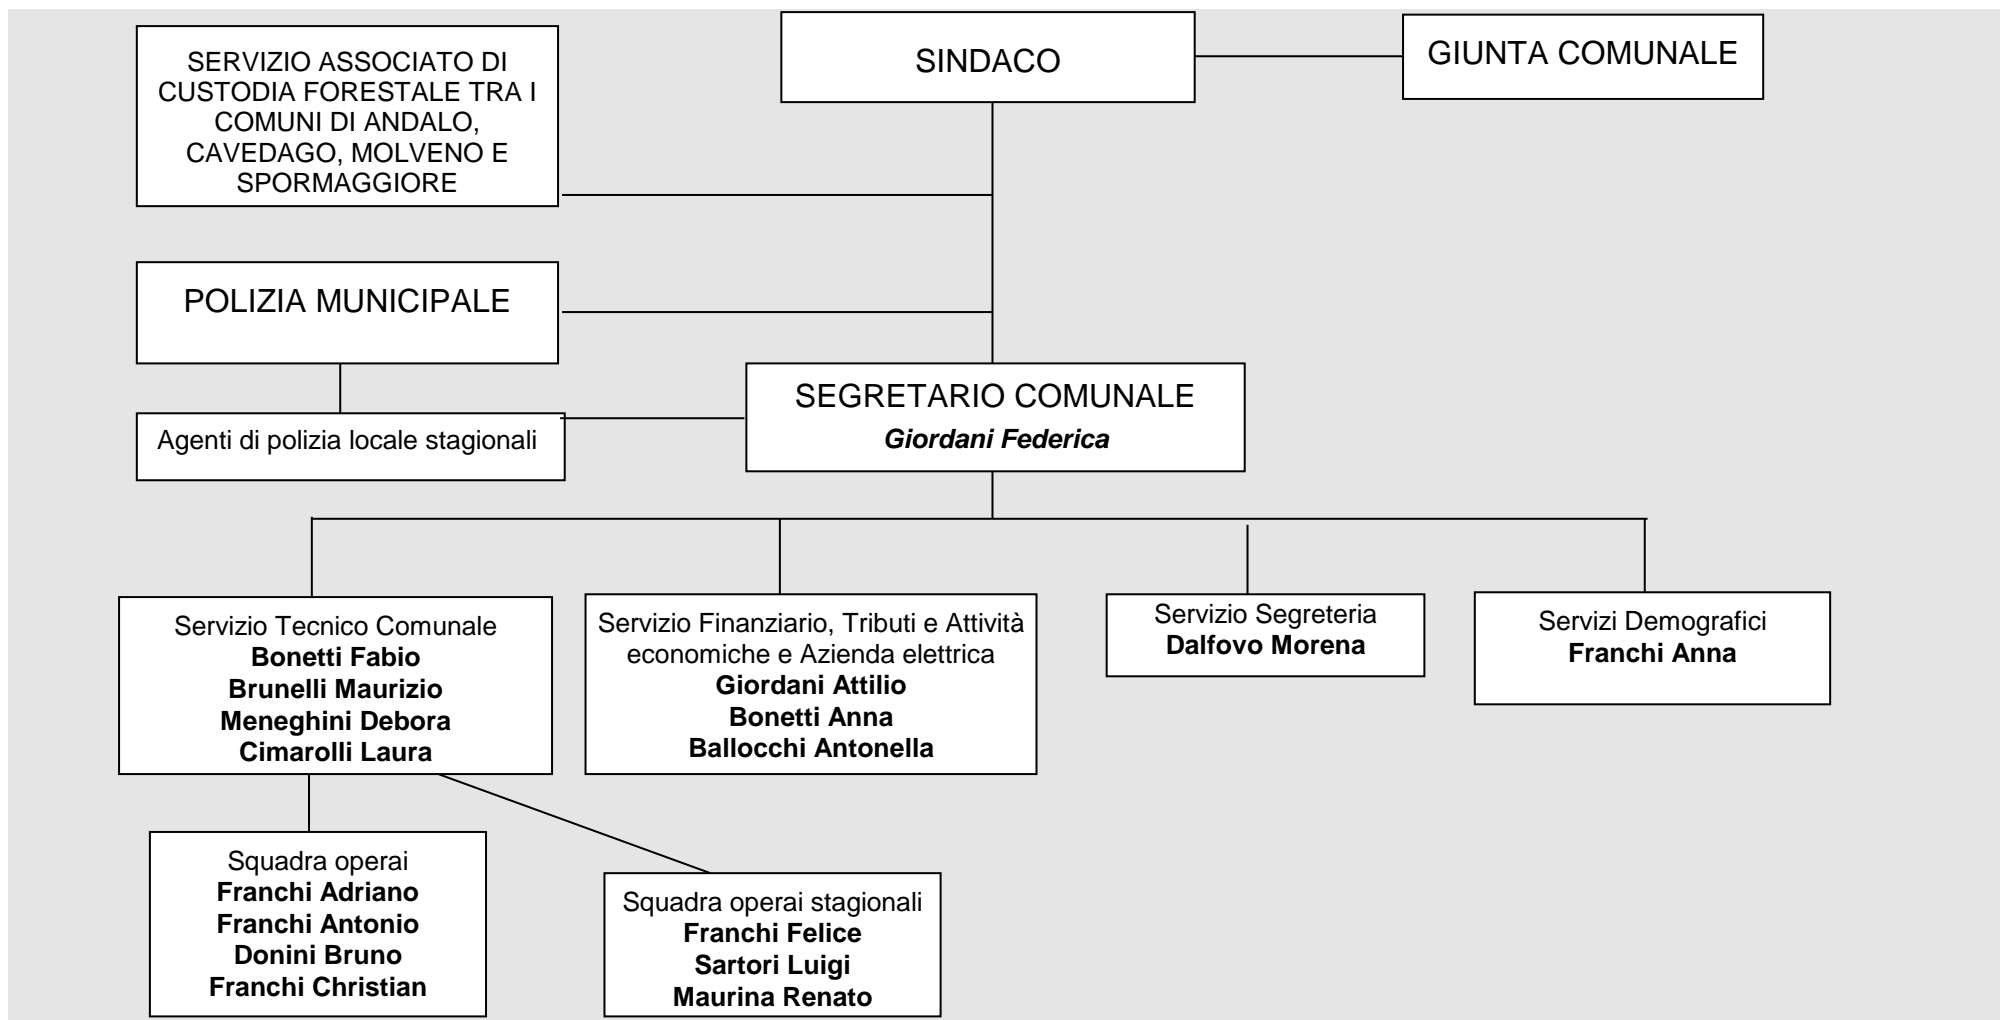 SERVIZIO ASSOCIATO DI
CUSTODIA FORESTALE TRA I
COMUNI DI ANDALO,
CAVEDAGO, MOLVENO E
SPORMAGGIORE
SINDACO
GIUNTA COMUNALE
POLIZIA MUNICIPALE
Agenti di polizia locale stagionali
SEGRETARIO COMUNALE
Giordani Federica
Servizio Tecnico Comunale
Bonetti Fabio
Brunelli Maurizio
Meneghini Debora
Cimarolli Laura
Servizio Finanziario, Tributi e Attività
economiche e Azienda elettrica
Giordani Attilio
Bonetti Anna
Ballocchi Antonella
Servizio Segreteria
Dalfovo Morena
Servizi Demografici
Franchi Anna
Squadra operai
Franchi Adriano
Franchi Antonio
Donini Bruno
Franchi Christian
Squadra operai stagionali
Franchi Felice
Sartori Luigi
Maurina Renato